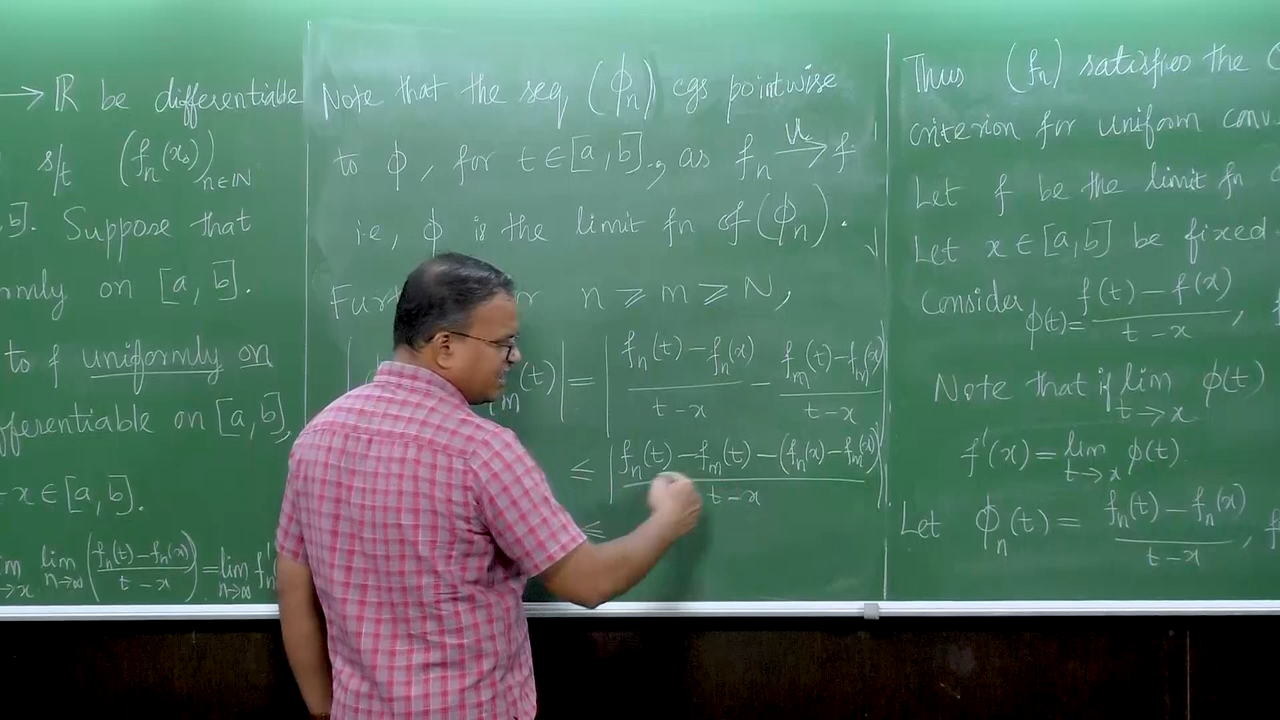 → ℝ be differentiable
s/t (fₙ(x₀))ₙ∈ℕ
b]. Suppose that
on [a, b].
to f uniformly on
differentiable on [a, b],
x ∈ [a, b].
lim n→∞ ((fₙ(t) − fₙ(x))/(t − x)) = lim n→∞ fₙ'
Note that the seq, (ϕₙ) cgs pointwise
to ϕ, for t ∈ [a, b]., as fₙ →ᵘᶜ f
i.e, ϕ is the limit fn of (ϕₙ).
n ≥ m ≥ N,
ₘ(t)| = |(fₙ(t) − fₙ(x))/(t − x) − (fₘ(t) − fₘ(x))/(t − x)|
≤ |(fₙ(t) − fₘ(t) − (fₙ(x) − fₘ(x)))/(t − x)|
≤
Thus (fₙ) satisfies the
criterion for uniform conv
Let f be the limit fn
Let x ∈ [a, b] be fixed
Consider ϕ(t) = (f(t) − f(x))/(t − x),
Note that if lim t→x ϕ(t)
f'(x) = lim t→x ϕ(t)
Let ϕₙ(t) = (fₙ(t) − fₙ(x))/(t − x),